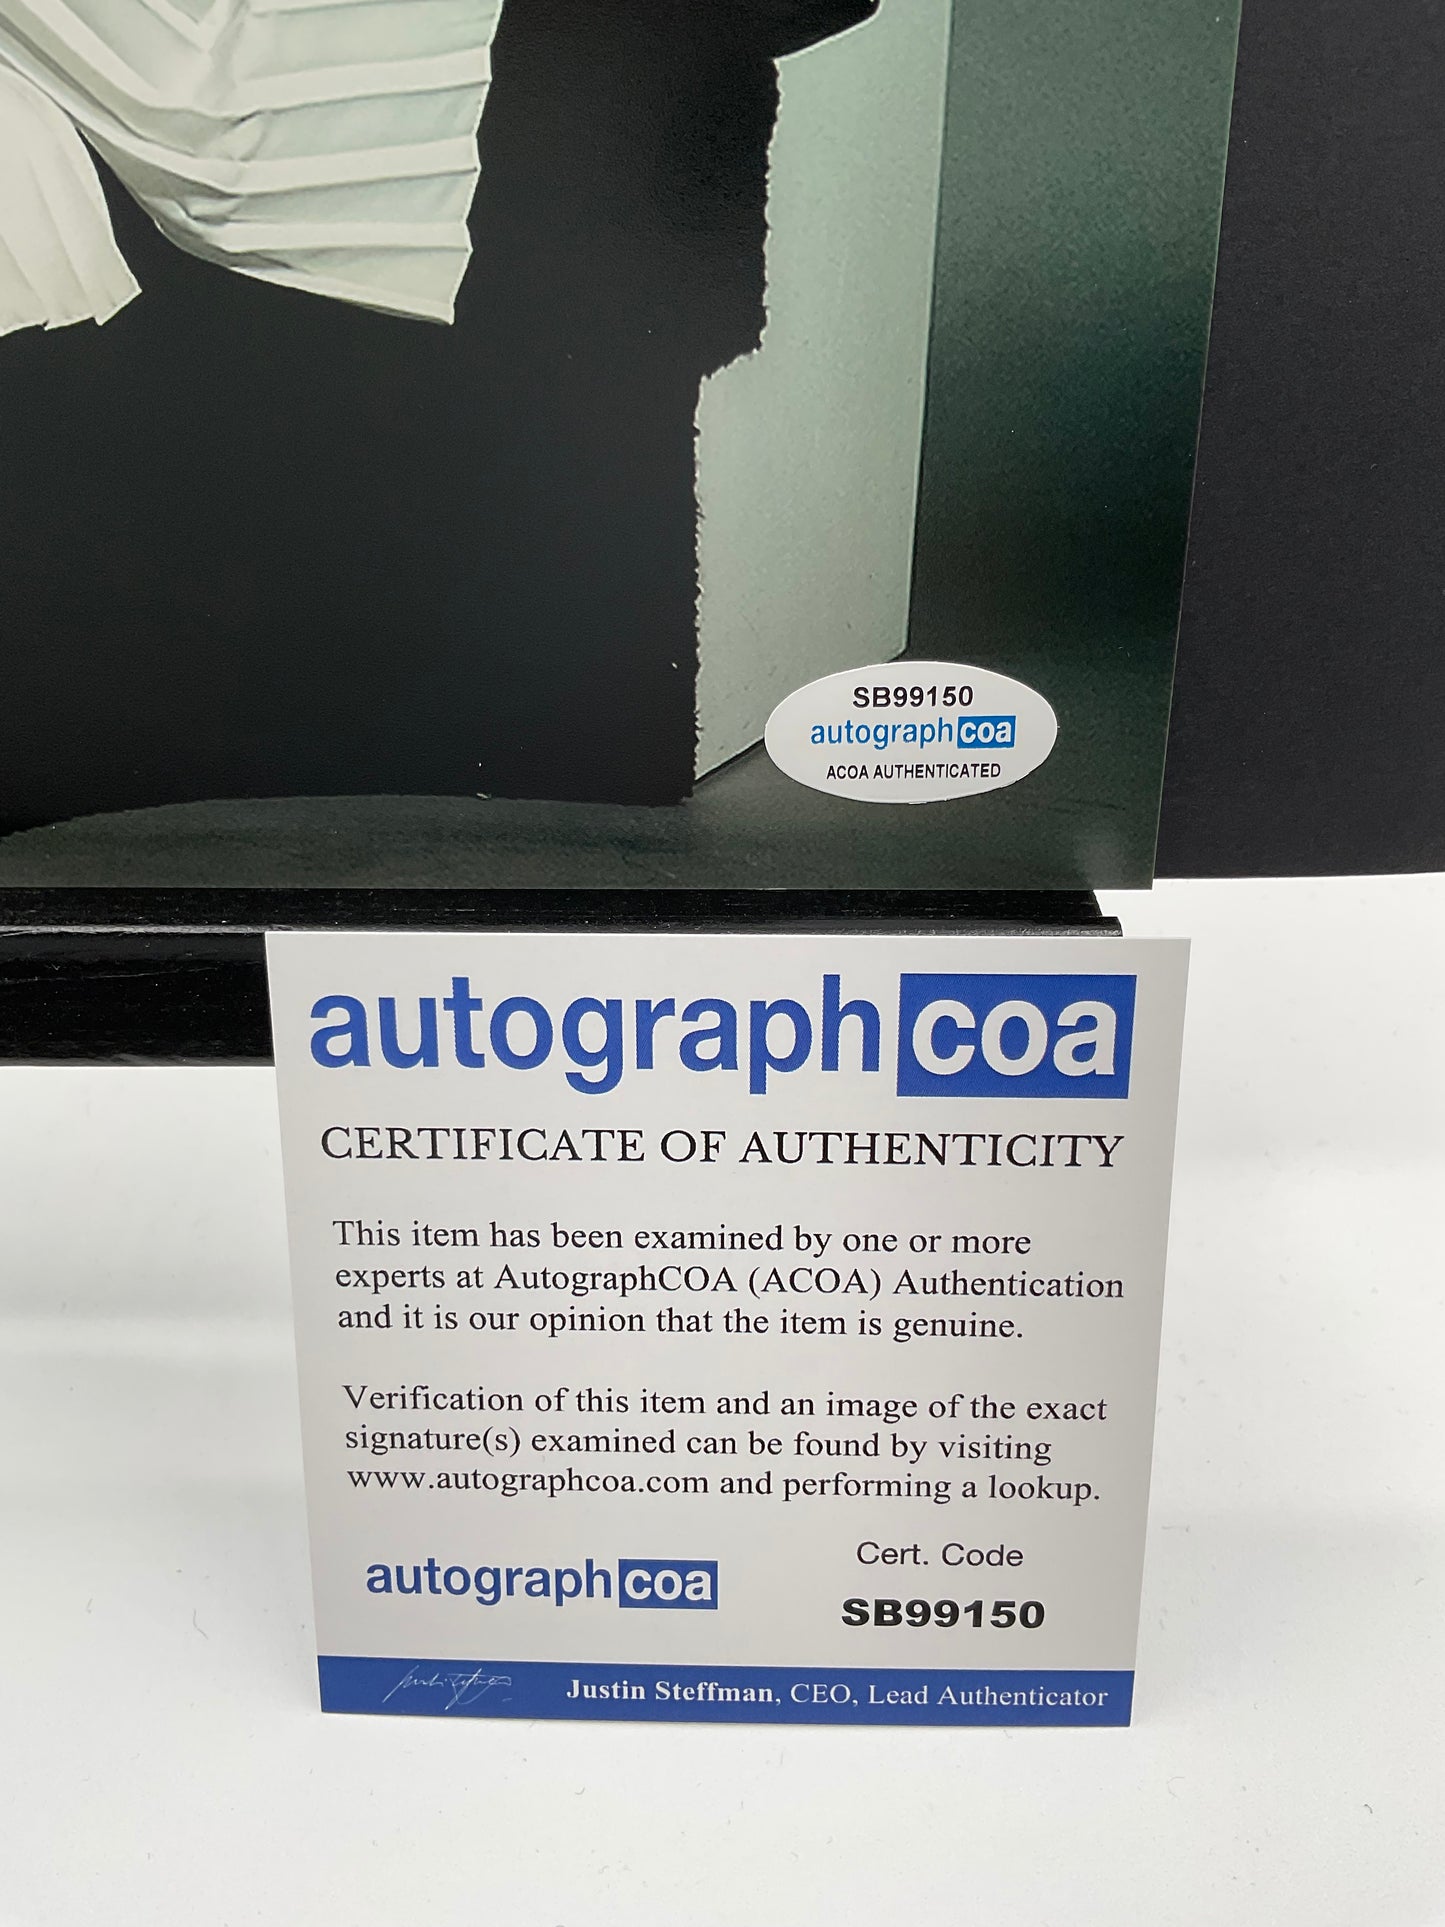 SB99150
autographcoa
ACOA AUTHENTICATED
autographcoa
CERTIFICATE OF AUTHENTICITY
This item has been examined by one or more
experts at AutographCOA (ACOA) Authentication
and it is our opinion that the item is genuine.
Verification of this item and an image of the exact
signature(s) examined can be found by visiting
www.autographcoa.com and performing a lookup.
Cert. Code
autographcoa
SB99150
Justin Steffman, CEO, Lead Authenticator